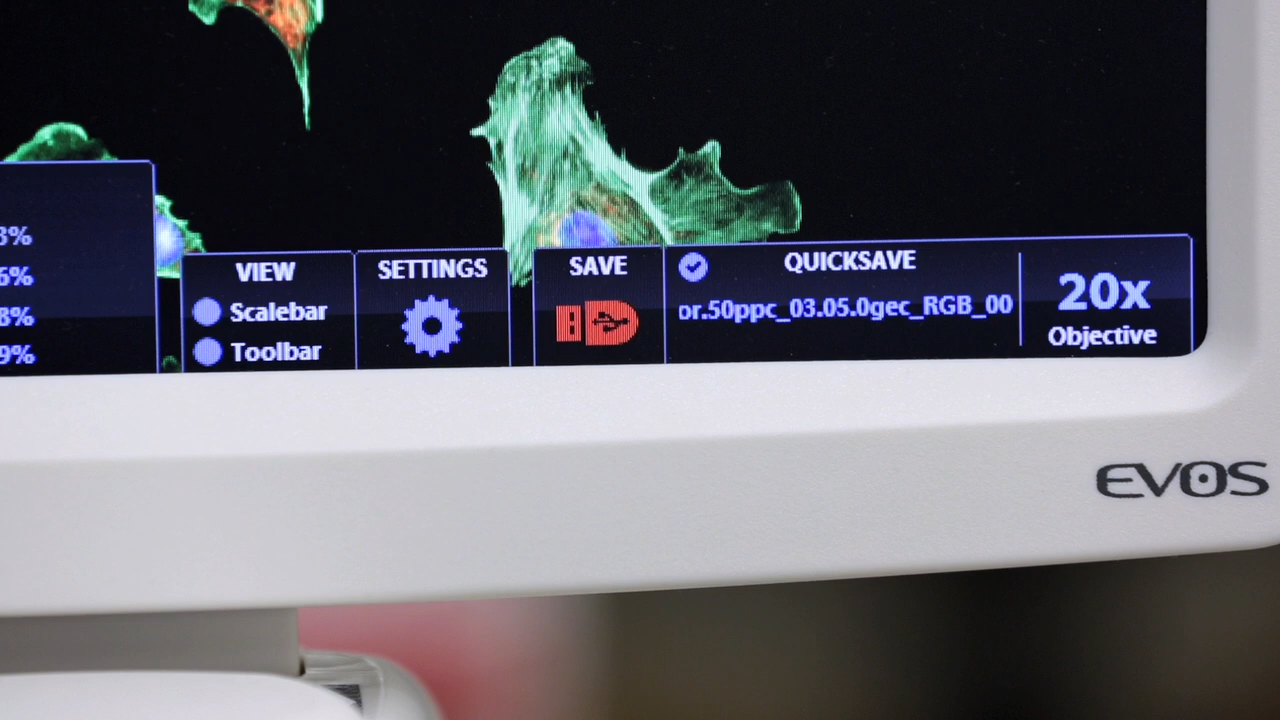 3%
6%
8%
9%
VIEW
Scalebar
Toolbar
SETTINGS
SAVE
QUICKSAVE
or.50ppc_03.05.0gec_RGB_00
20x
Objective
EVOS